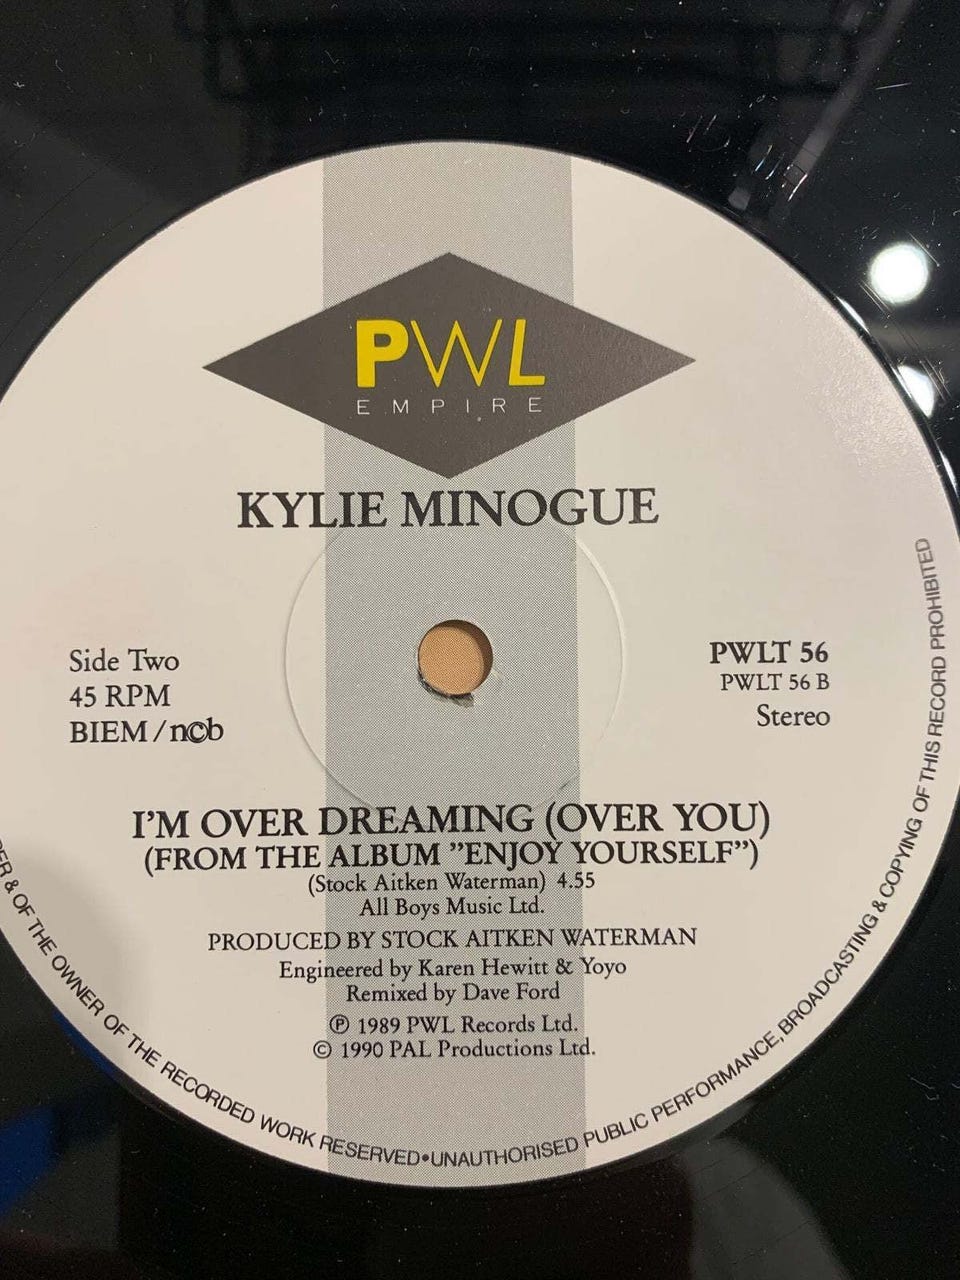 PWL
EMPIRE
KYLIE MINOGUE
Side Two
45 RPM
BIEM/ncb
PWLT 56
PWLT 56 B
Stereo
I'M OVER DREAMING (OVER YOU)
(FROM THE ALBUM "ENJOY YOURSELF")
(Stock Aitken Waterman) 4.55
All Boys Music Ltd.
PRODUCED BY STOCK AITKEN WATERMAN
Engineered by Karen Hewitt & Yoyo
Remixed by Dave Ford
℗ 1989 PWL Records Ltd.
© 1990 PAL Productions Ltd.
& OF THE OWNER OF THE RECORDED WORK RESERVED•UNAUTHORISED PUBLIC PERFORMANCE, BROADCASTING & COPYING OF THIS RECORD PROHIBITED